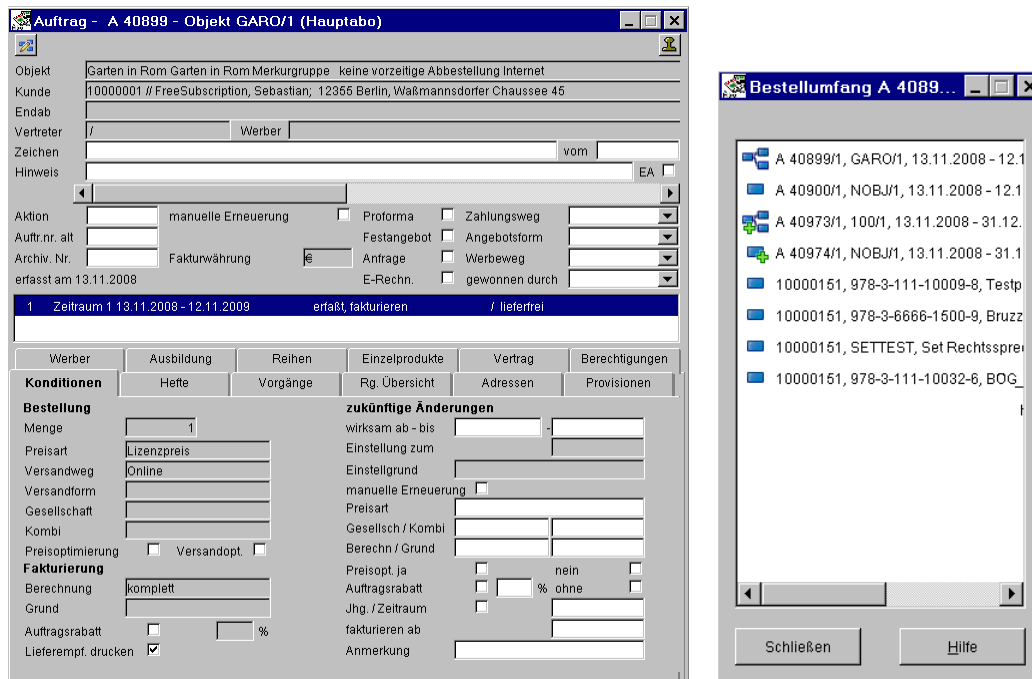 Auftrag - A 40899 - Objekt GARO/1 (Hauptabo)
Objekt Garten in Rom Garten in Rom Merkurgruppe keine vorzeitige Abbestellung Internet
Kunde 10000001 // FreeSubscription, Sebastian; 12355 Berlin, Waßmannsdorfer Chaussee 45
Endab
Vertreter / Werber
Zeichen vom
Hinweis EA
Aktion manuelle Erneuerung Proforma Zahlungsweg
Auftr.nr. alt Festangebot Angebotsform
Archiv. Nr. Fakturwährung € Anfrage Werbeweg
erfasst am 13.11.2008 E-Rechn. gewonnen durch
1 Zeitraum 1 13.11.2008 - 12.11.2009 erfaßt, fakturieren / lieferfrei
Werber Ausbildung Reihen Einzelprodukte Vertrag Berechtigungen
Konditionen Hefte Vorgänge Rg. Übersicht Adressen Provisionen
Bestellung
Menge 1
Preisart Lizenzpreis
Versandweg Online
Versandform
Gesellschaft
Kombi
Preisoptimierung Versandopt.
Fakturierung
Berechnung komplett
Grund
Auftragsrabatt %
Lieferempf. drucken
zukünftige Änderungen
wirksam ab - bis -
Einstellung zum
Einstellgrund
manuelle Erneuerung
Preisart
Gesellsch / Kombi
Berechn / Grund
Preisopt. ja nein
Auftragsrabatt % ohne
Jhg. / Zeitraum
fakturieren ab
Anmerkung
Bestellumfang A 4089...
A 40899/1, GARO/1, 13.11.2008 - 12.1
A 40900/1, NOBJ/1, 13.11.2008 - 12.1
A 40973/1, 100/1, 13.11.2008 - 31.12.
A 40974/1, NOBJ/1, 13.11.2008 - 31.1
10000151, 978-3-111-10009-8, Testp
10000151, 978-3-6666-1500-9, Bruzz
10000151, SETTEST, Set Rechtssprei
10000151, 978-3-111-10032-6, BOG_
Schließen Hilfe